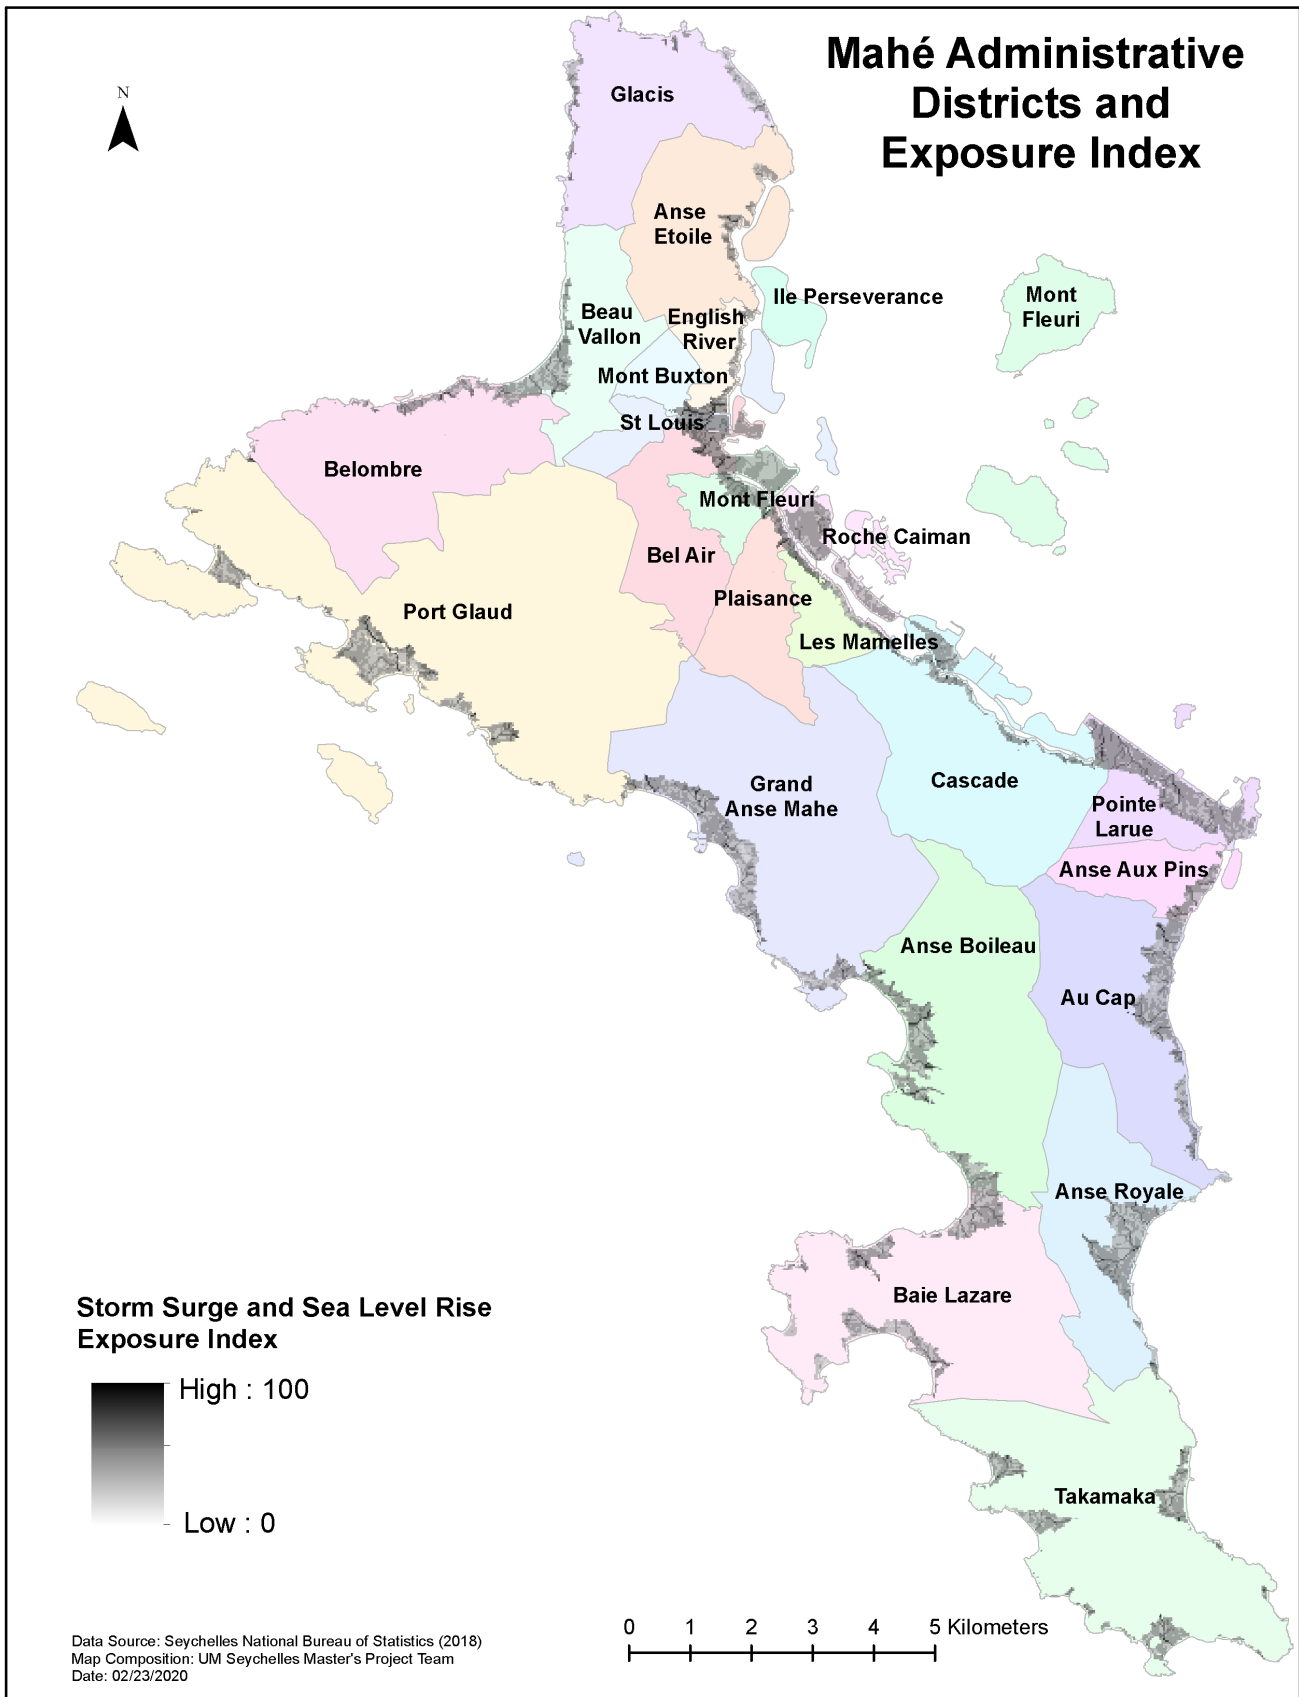 Mahé Administrative
Districts and
Exposure Index
N
Glacis
Anse
Etoile
Ile Perseverance
Mont
Fleuri
Beau
Vallon
English
River
Mont Buxton
St Louis
Belombre
Mont Fleuri
Roche Caiman
Bel Air
Plaisance
Port Glaud
Les Mamelles
Grand
Anse Mahe
Cascade
Pointe
Larue
Anse Aux Pins
Anse Boileau
Au Cap
Anse Royale
Baie Lazare
Takamaka
Storm Surge and Sea Level Rise
Exposure Index
High : 100
Low : 0
0 1 2 3 4 5 Kilometers
Data Source: Seychelles National Bureau of Statistics (2018)
Map Composition: UM Seychelles Master's Project Team
Date: 02/23/2020